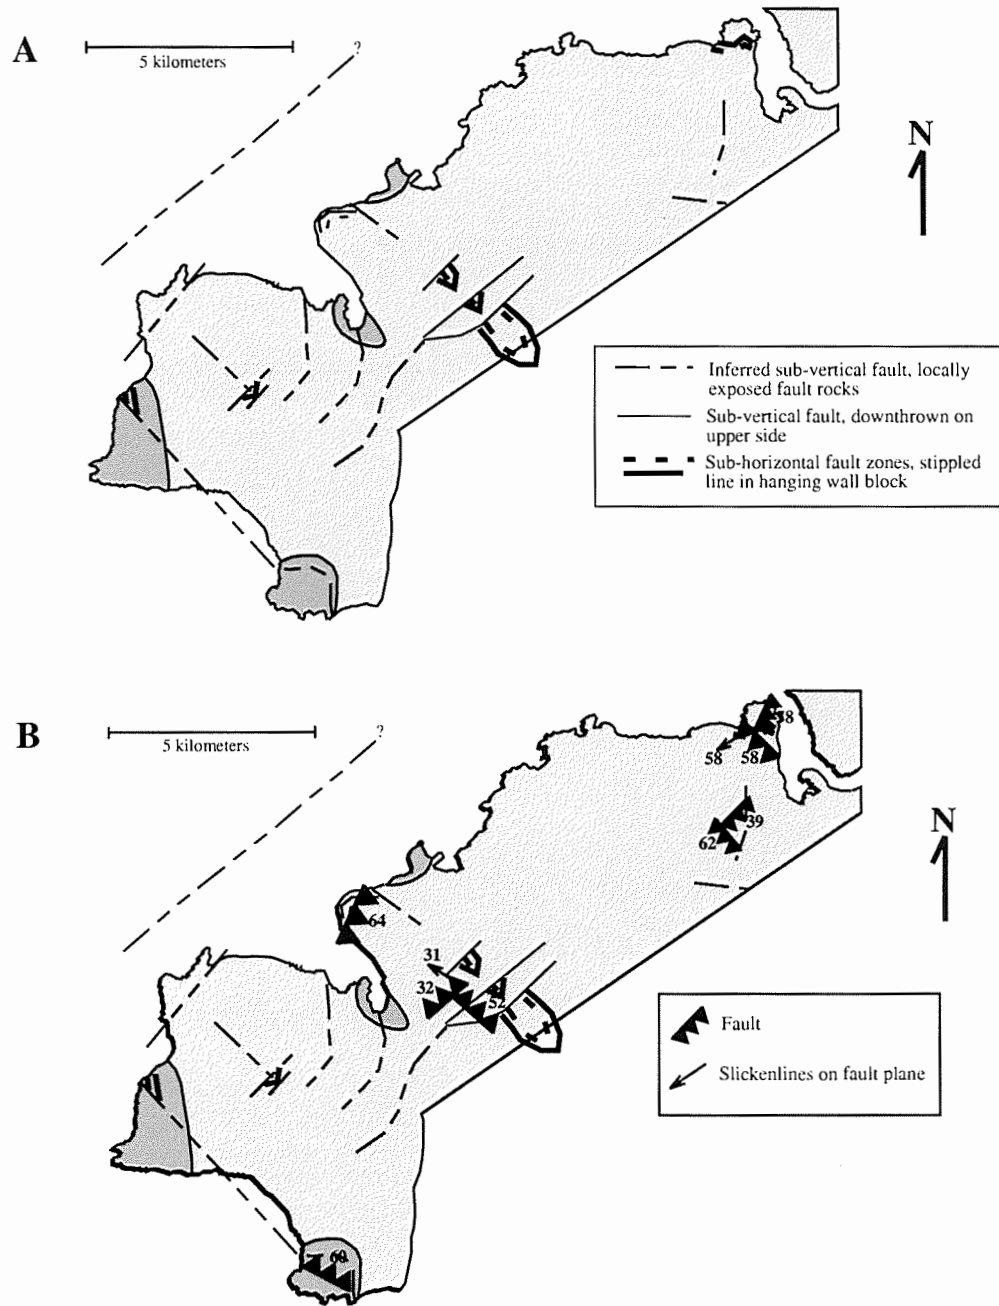 A
5 kilometers
?
N
Inferred sub-vertical fault, locally
exposed fault rocks
Sub-vertical fault, downthrown on
upper side
Sub-horizontal fault zones, stippled
line in hanging wall block
B
5 kilometers
?
58
58
39
62
N
64
31
32
52
Fault
Slickenlines on fault plane